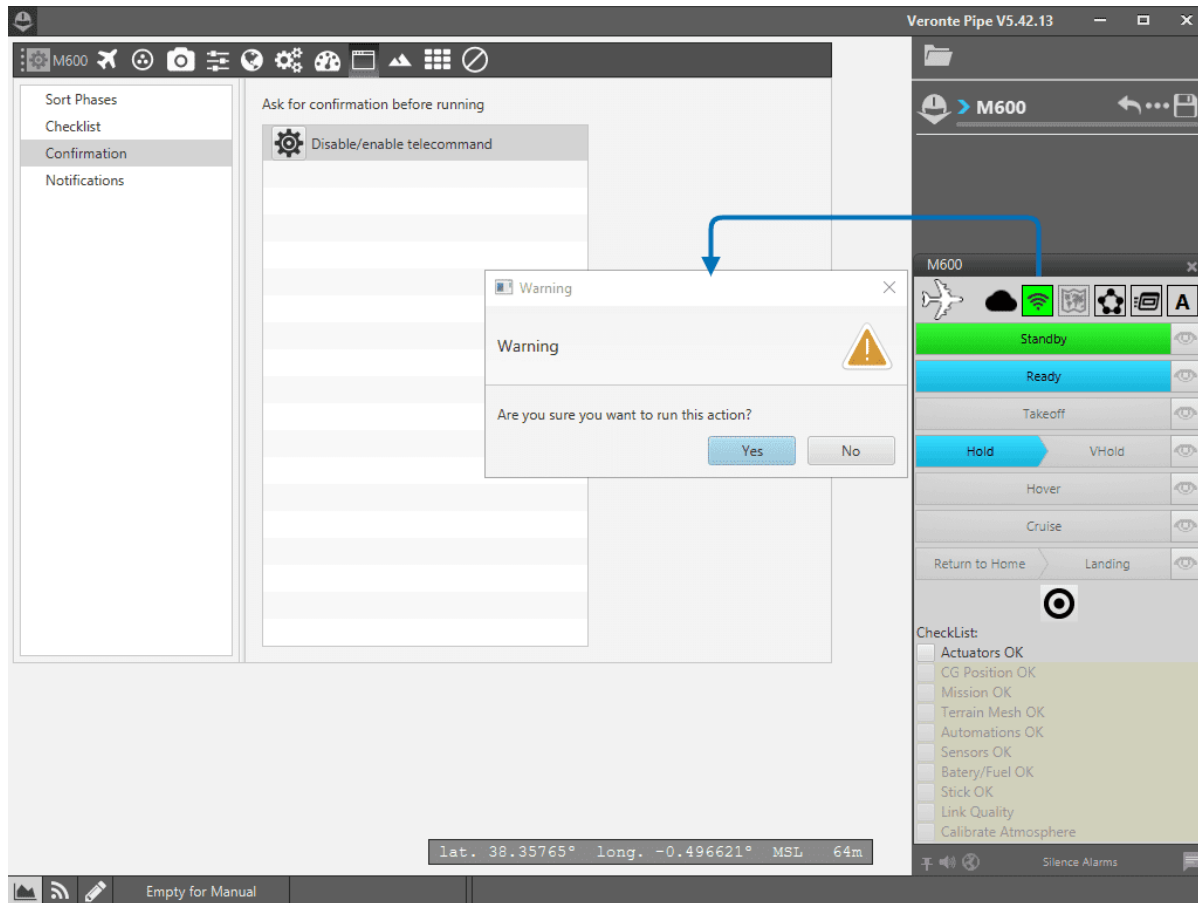 Veronte Pipe V5.42.13
M600
Sort Phases
Checklist
Confirmation
Notifications
Ask for confirmation before running
Disable/enable telecommand
Warning
Warning
Are you sure you want to run this action?
Yes No
M600
M600
A
Standby
Ready
Takeoff
Hold VHold
Hover
Cruise
Return to Home Landing
CheckList:
Actuators OK
CG Position OK
Mission OK
Terrain Mesh OK
Automations OK
Sensors OK
Batery/Fuel OK
Stick OK
Link Quality
Calibrate Atmosphere
lat. 38.35765° long. -0.496621° MSL 64m
Silence Alarms
Empty for Manual